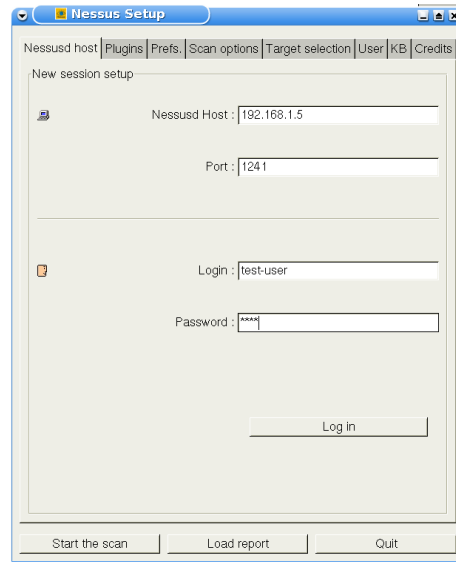 Nessus Setup
Nessusd host Plugins Prefs. Scan options Target selection User KB Credits
New session setup
Nessusd Host : 192.168.1.5
Port : 1241
Login : test-user
Password : ****
Log in
Start the scan Load report Quit